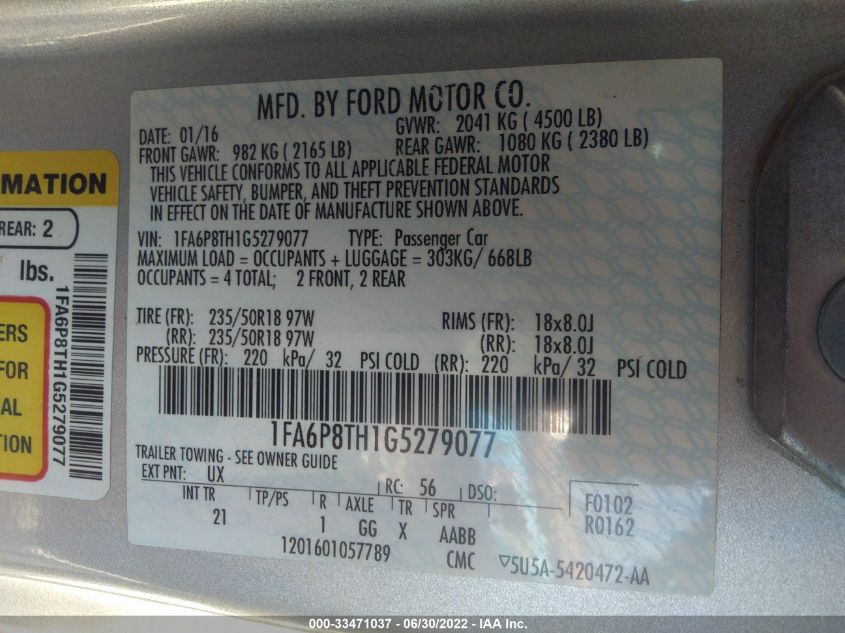 MFD. BY FORD MOTOR CO.
DATE: 01/16 GVWR: 2041 KG ( 4500 LB)
FRONT GAWR: 982 KG ( 2165 LB) REAR GAWR: 1080 KG ( 2380 LB)
THIS VEHICLE CONFORMS TO ALL APPLICABLE FEDERAL MOTOR
VEHICLE SAFETY, BUMPER, AND THEFT PREVENTION STANDARDS
IN EFFECT ON THE DATE OF MANUFACTURE SHOWN ABOVE.
VIN: 1FA6P8TH1G5279077 TYPE: Passenger Car
MAXIMUM LOAD = OCCUPANTS + LUGGAGE = 303KG/ 668LB
OCCUPANTS = 4 TOTAL; 2 FRONT, 2 REAR
TIRE (FR): 235/50R18 97W RIMS (FR): 18x8.0J
(RR): 235/50R18 97W (RR): 18x8.0J
PRESSURE (FR): 220 kPa/ 32 PSI COLD (RR): 220 kPa/ 32 PSI COLD
1FA6P8TH1G5279077
TRAILER TOWING - SEE OWNER GUIDE
EXT PNT: UX RC: 56 DSO: F0102
INT TR TP/PS R AXLE TR SPR R0162
21 1 GG X AABB
1201601057789 CMC ▽5U5A-5420472-AA
MATION
REAR: 2
lbs.
ERS
FOR
AL
TION
1FA6P8TH1G5279077
000-33471037 - 06/30/2022 - IAA Inc.